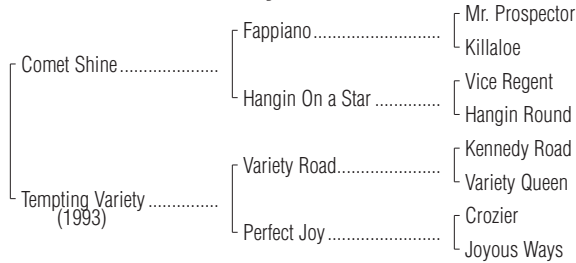 Mr. Prospector
Fappiano
Killaloe
Comet Shine
Vice Regent
Hangin On a Star
Hangin Round
Kennedy Road
Variety Road
Variety Queen
Tempting Variety
(1993)
Crozier
Perfect Joy
Joyous Ways